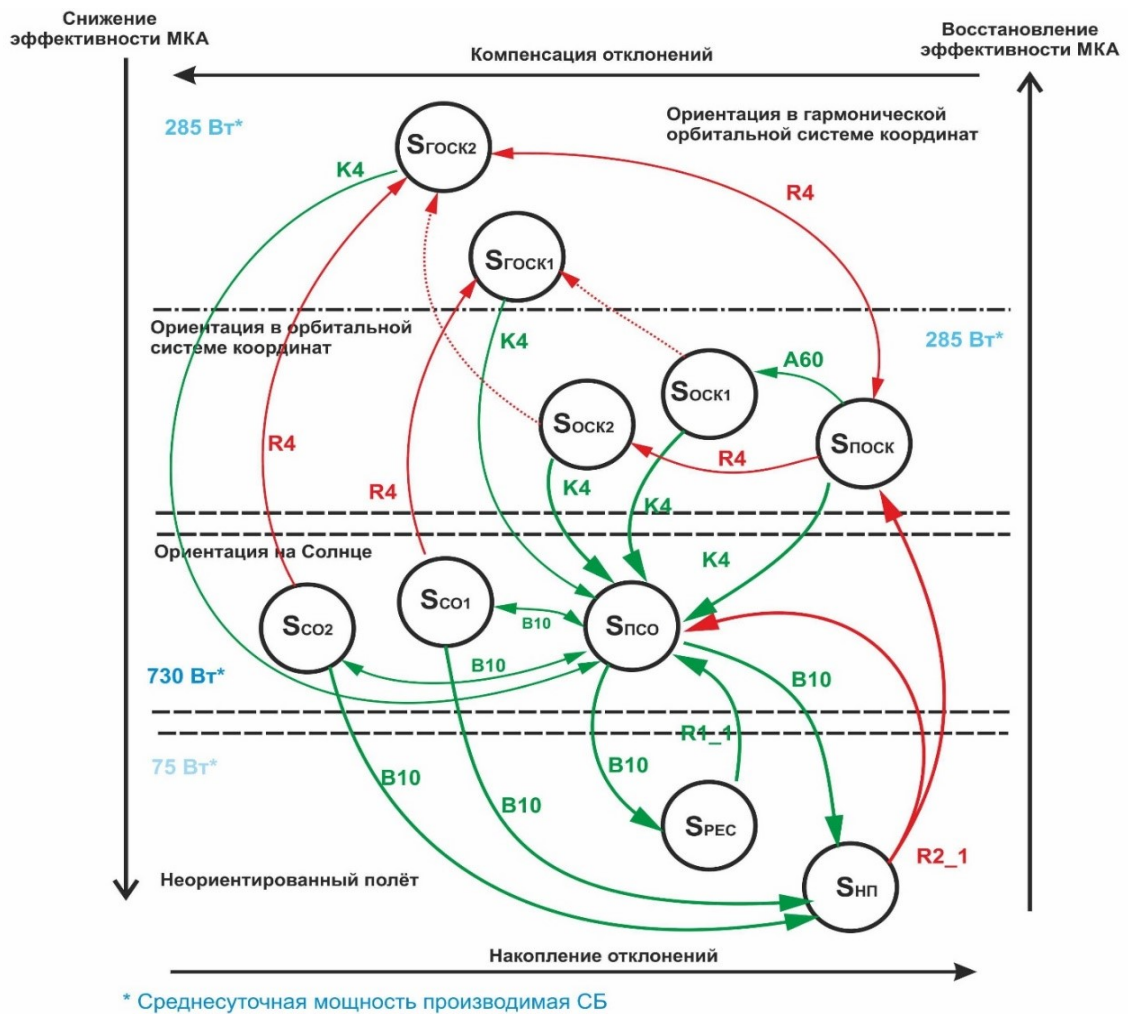 Снижение
эффективности МКА
Восстановление
эффективности МКА
Компенсация отклонений
285 Вт*
Ориентация в гармонической
орбитальной системе координат
SГОСК2
K4
R4
SГОСК1
Ориентация в орбитальной
системе координат
K4
285 Вт*
A60
SОСК1
SОСК2
SПОСК
R4
R4
R4
K4
K4
K4
Ориентация на Солнце
SСО2
SСО1
B10
SПСО
B10
730 Вт*
B10
R1_1
75 Вт*
B10
B10
B10
SРЕС
R2_1
SНП
Неориентированный полёт
Накопление отклонений
* Среднесуточная мощность производимая СБ